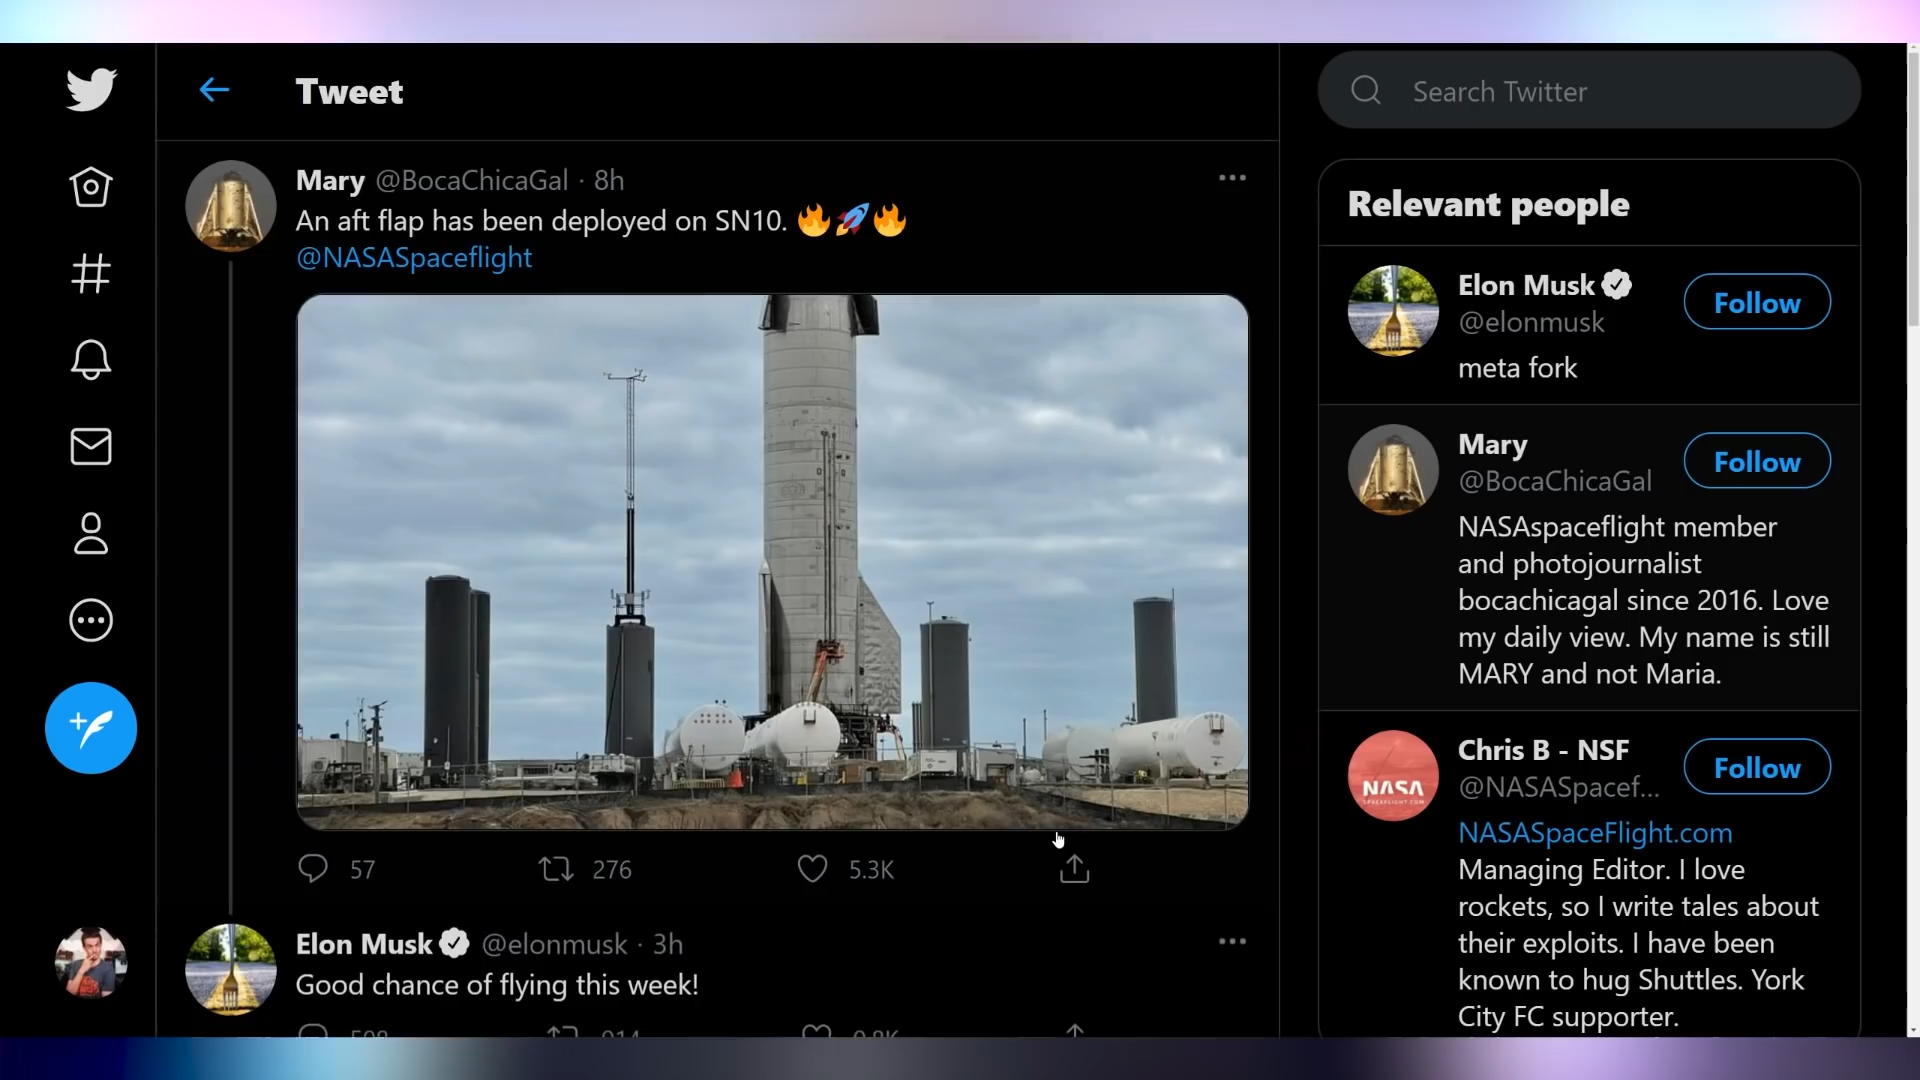 Tweet
Search Twitter
Mary @BocaChicaGal · 8h
An aft flap has been deployed on SN10. 🔥🚀🔥
@NASASpaceflight
57 276 5.3K
Elon Musk @elonmusk · 3h
Good chance of flying this week!
Relevant people
Elon Musk
@elonmusk
Follow
meta fork
Mary
@BocaChicaGal
Follow
NASAspaceflight member
and photojournalist
bocachicagal since 2016. Love
my daily view. My name is still
MARY and not Maria.
NASA
SPACEFLIGHT.COM
Chris B - NSF
@NASASpacef...
Follow
NASASpaceFlight.com
Managing Editor. I love
rockets, so I write tales about
their exploits. I have been
known to hug Shuttles. York
City FC supporter.